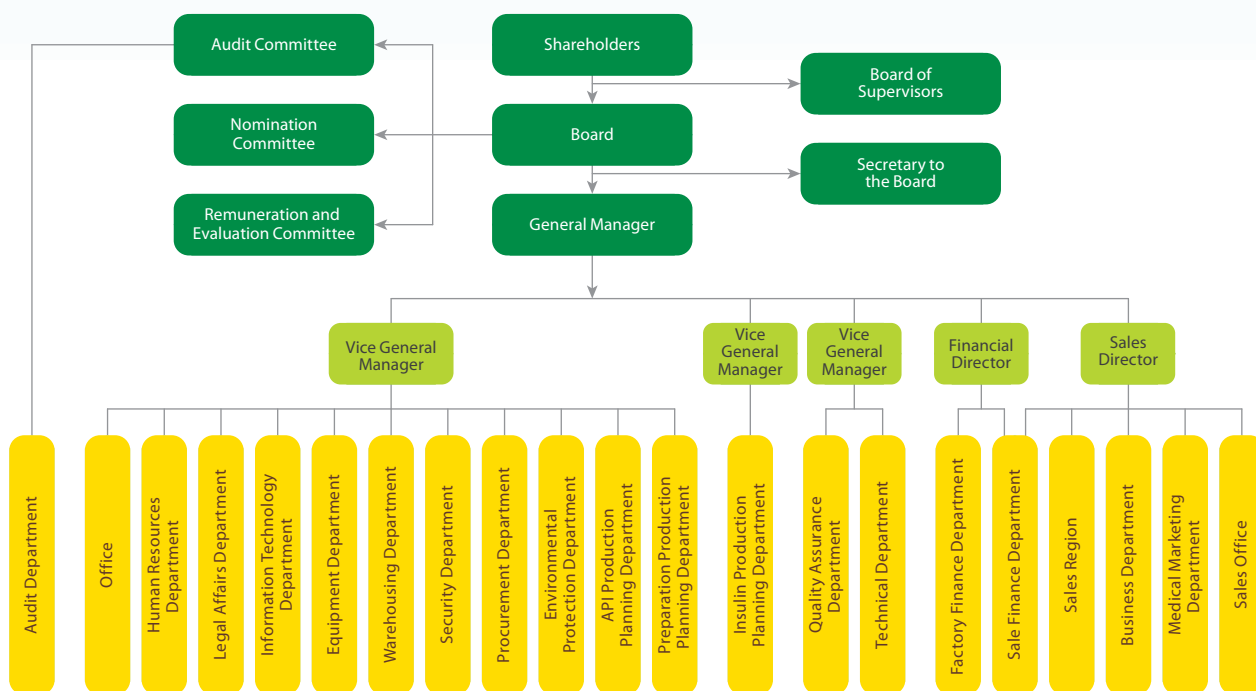 Audit Committee
Shareholders
Board of
Supervisors
Nomination
Committee
Board
Secretary to
the Board
Remuneration and
Evaluation Committee
General Manager
Vice General
Manager
Vice
General
Manager
Vice
General
Manager
Financial
Director
Sales
Director
Audit Department
Office
Human Resources
Department
Legal Affairs Department
Information Technology
Department
Equipment Department
Warehousing Department
Security Department
Procurement Department
Environmental
Protection Department
API Production
Planning Department
Preparation Production
Planning Department
Insulin Production
Planning Department
Quality Assurance
Department
Technical Department
Factory Finance Department
Sale Finance Department
Sales Region
Business Department
Medical Marketing
Department
Sales Office